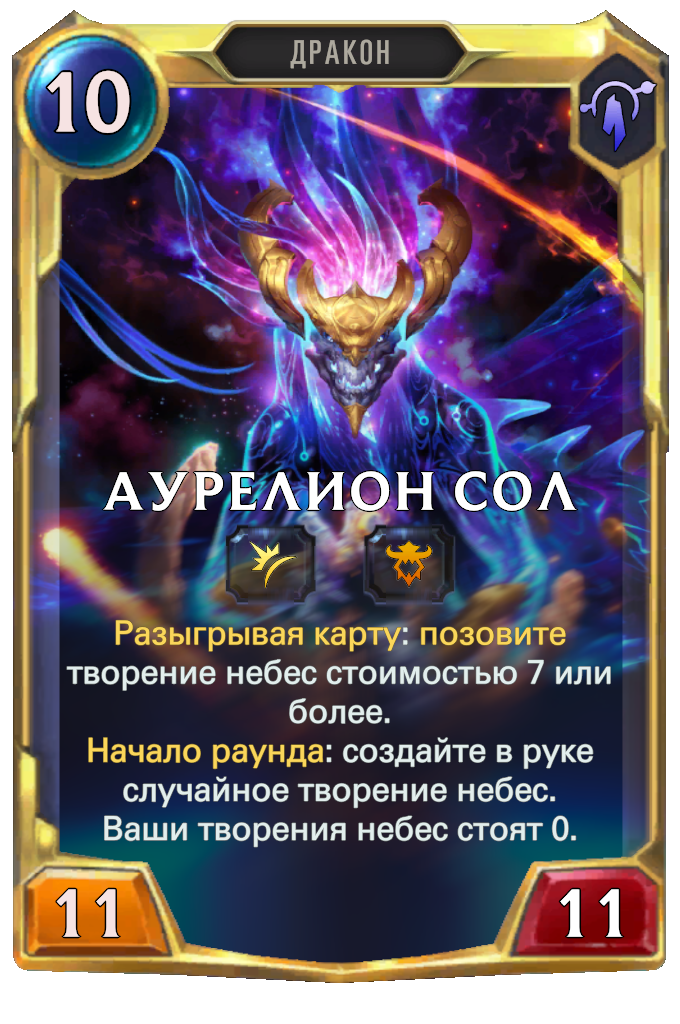 ДРАКОН
10
АУРЕЛИОН СОЛ
Разыгрывая карту: позовите
творение небес стоимостью 7 или
более.
Начало раунда: создайте в руке
случайное творение небес.
Ваши творения небес стоят 0.
11
11